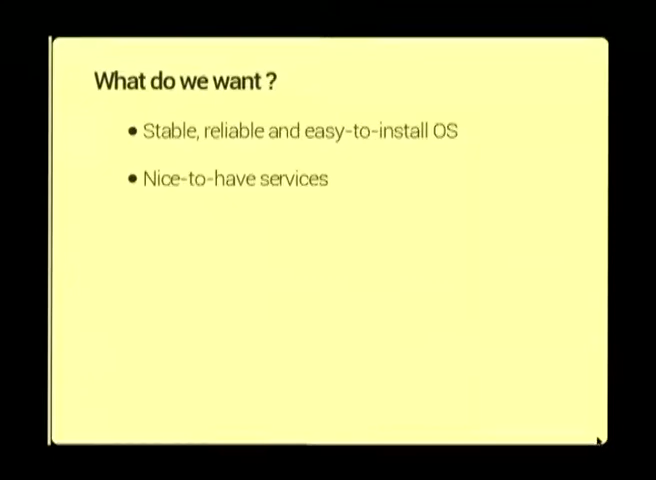 What do we want ?
• Stable, reliable and easy-to-install OS
• Nice-to-have services